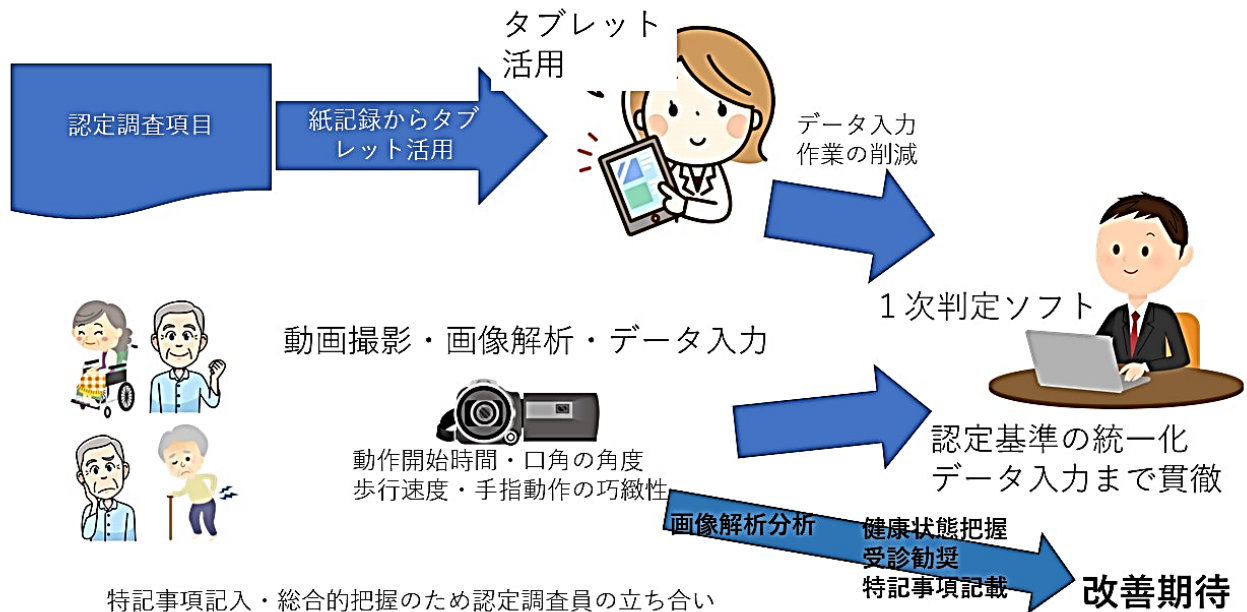 タブレット
活用
認定調査項目
紙記録からタブ
レット活用
データ入力
作業の削減
1次判定ソフト
動画撮影・画像解析・データ入力
動作開始時間・口角の角度
歩行速度・手指動作の巧緻性
認定基準の統一化
データ入力まで貫徹
画像解析分析
健康状態把握
受診勧奨
特記事項記載
改善期待
特記事項記入・総合的把握のため認定調査員の立ち合い